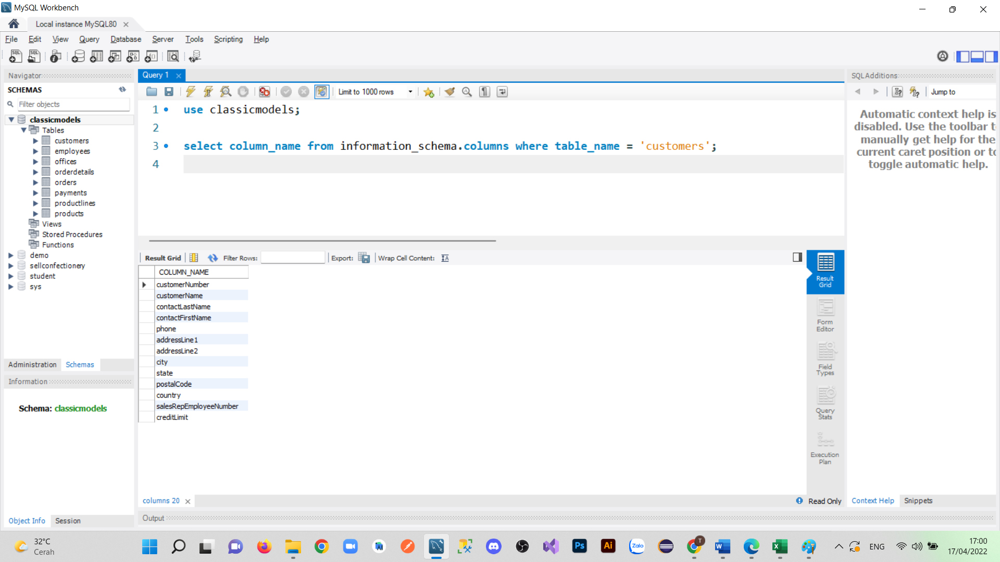 MySQL Workbench
Local instance MySQL80
File Edit View Query Database Server Tools Scripting Help
Navigator
SCHEMAS
Filter objects
classicmodels
Tables
customers
employees
offices
orderdetails
orders
payments
productlines
products
Views
Stored Procedures
Functions
demo
sellconfectionery
student
sys
Administration Schemas
Information
Schema: classicmodels
Object Info Session
Query 1
Limit to 1000 rows
1 use classicmodels;
2
3 select column_name from information_schema.columns where table_name = 'customers';
4
Result Grid Filter Rows: Export: Wrap Cell Content:
COLUMN_NAME
customerNumber
customerName
contactLastName
contactFirstName
phone
addressLine1
addressLine2
city
state
postalCode
country
salesRepEmployeeNumber
creditLimit
Result
Grid
Form
Editor
Field
Types
Query
Stats
Execution
Plan
columns 20
Read Only
Output
SQLAdditions
Jump to
Automatic context help is
disabled. Use the toolbar t
manually get help for the
current caret position or to
toggle automatic help.
Context Help Snippets
32°C
Cerah
Ps
Ai
Zalo
T
ENG
17:00
17/04/2022